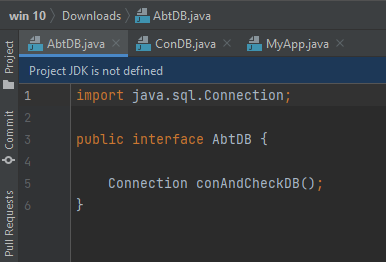 win 10 > Downloads > AbtDB.java
AbtDB.java × ConDB.java × MyApp.java ×
Project JDK is not defined
1 import java.sql.Connection;
2
3 public interface AbtDB {
4
5 Connection conAndCheckDB();
6 }
Project
Commit
Pull Requests